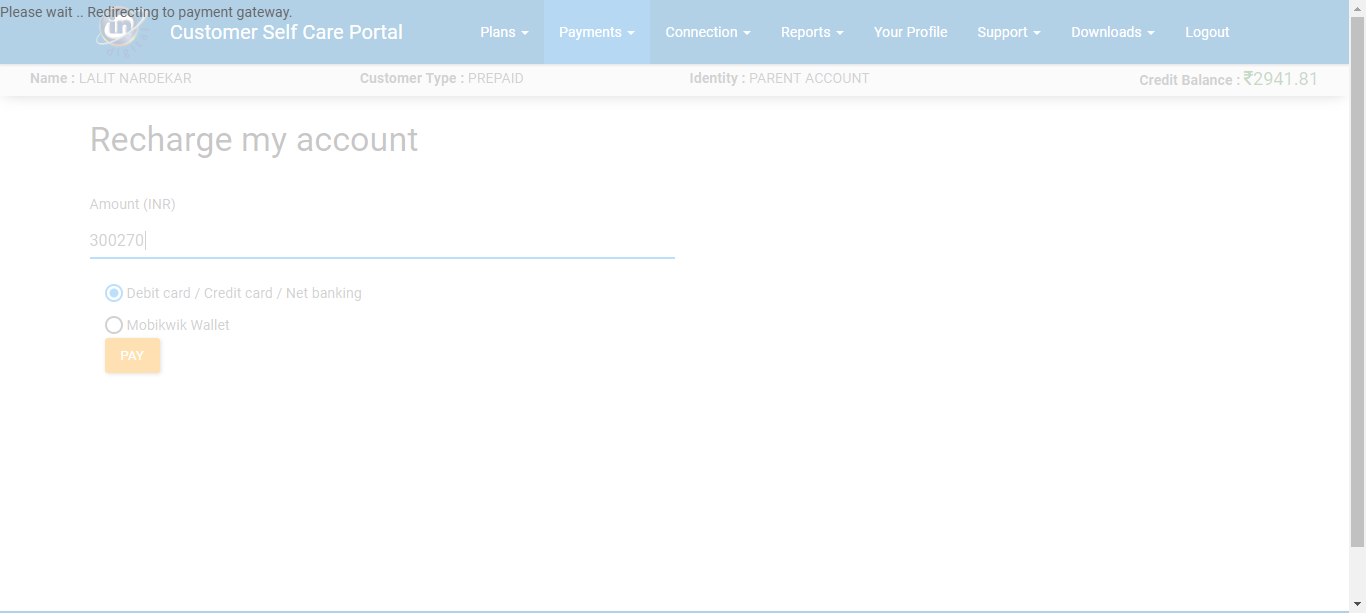 Please wait .. Redirecting to payment gateway.
Customer Self Care Portal Plans Payments Connection Reports Your Profile Support Downloads Logout
Name : LALIT NARDEKAR Customer Type : PREPAID Identity : PARENT ACCOUNT Credit Balance : ₹2941.81
Recharge my account
Amount (INR)
300270
Debit card / Credit card / Net banking
Mobikwik Wallet
PAY